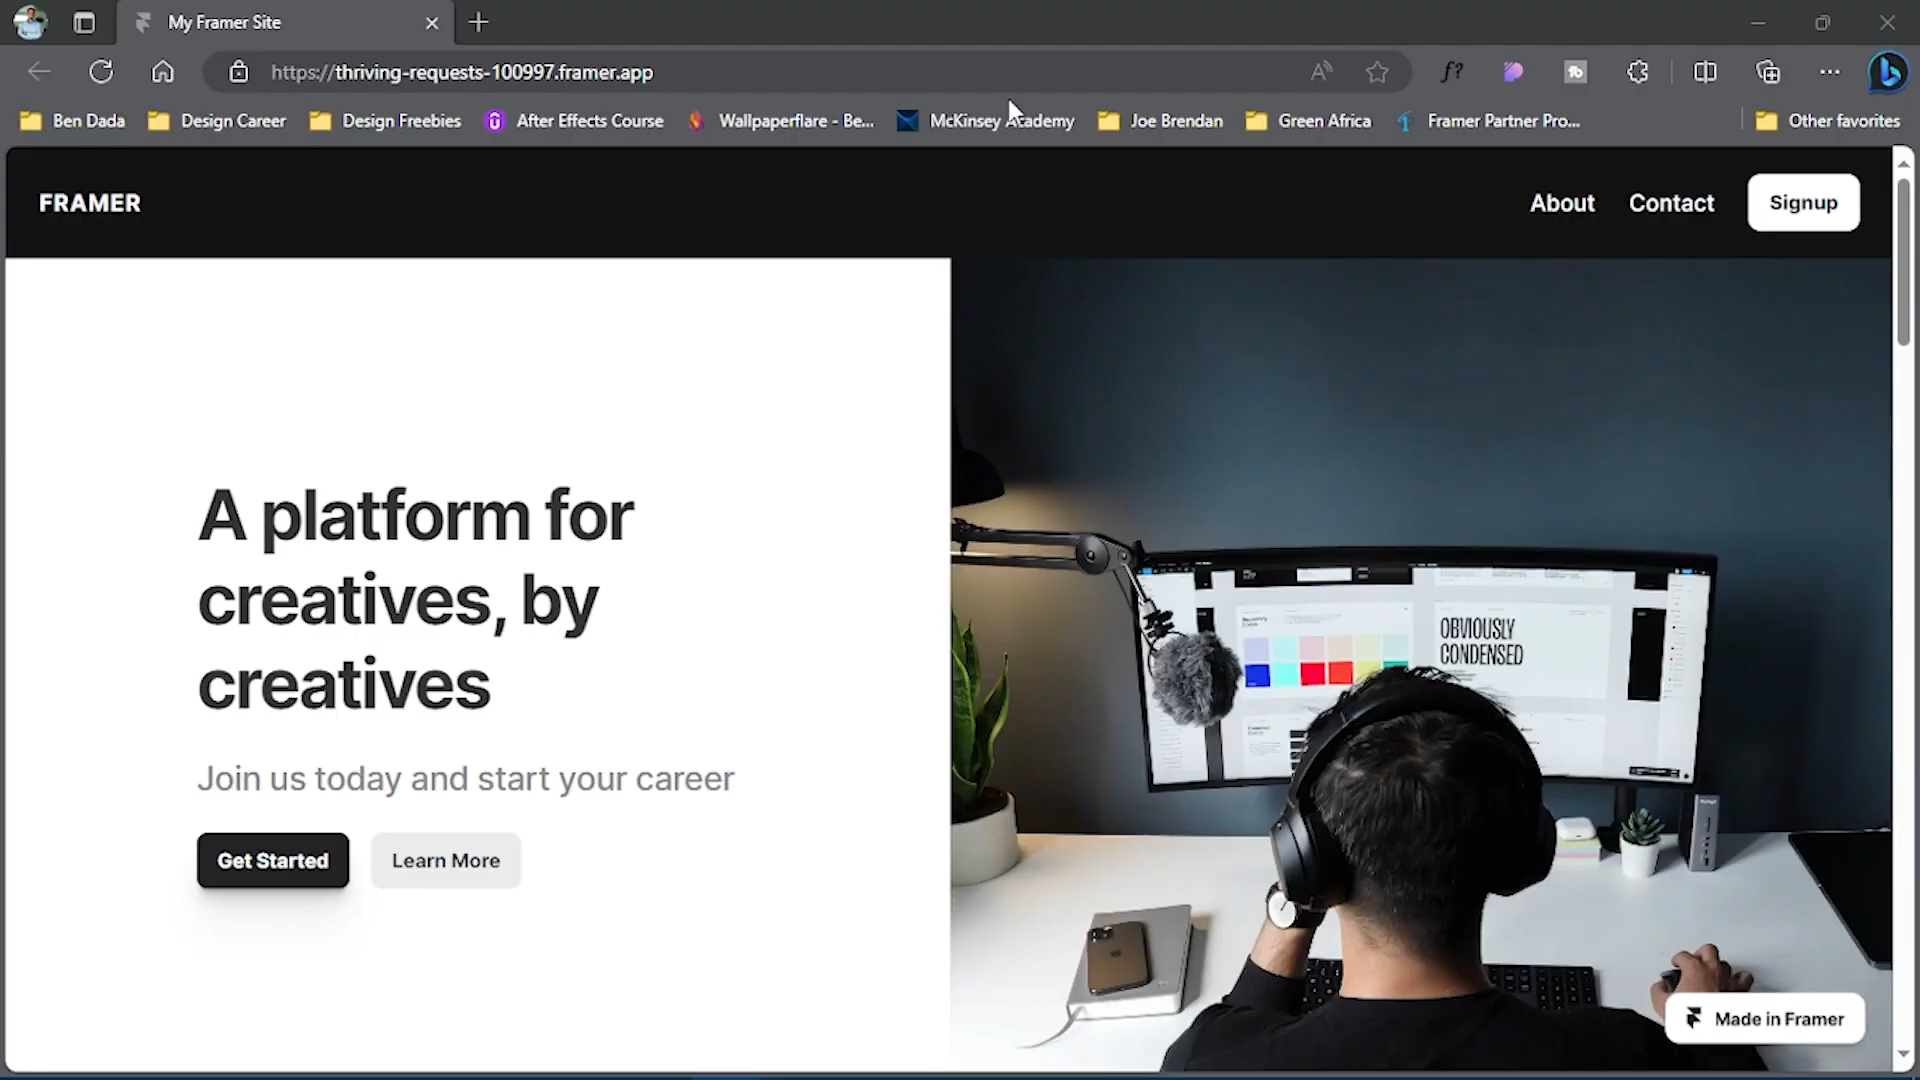 My Framer Site
https://thriving-requests-100997.framer.app
Ben Dada
Design Career
Design Freebies
After Effects Course
Wallpaperflare - Be...
McKinsey Academy
Joe Brendan
Green Africa
Framer Partner Pro...
Other favorites
FRAMER
About
Contact
Signup
A platform for
creatives, by
creatives
Join us today and start your career
Get Started
Learn More
OBVIOUSLY
CONDENSED
Made in Framer